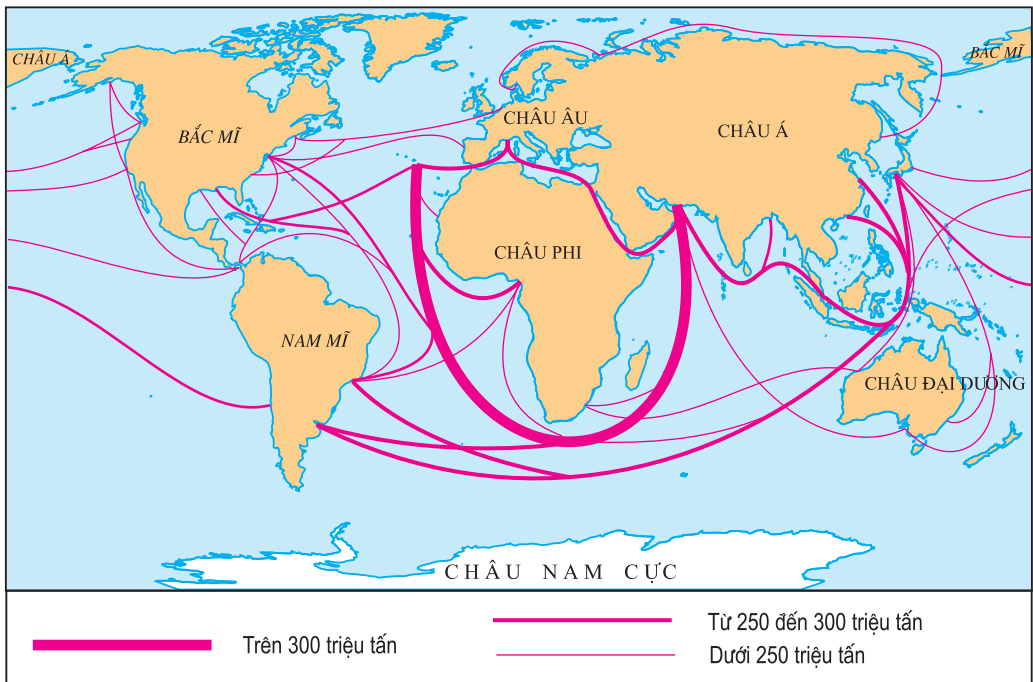 CHÂU Á
BẮC MĨ
BẮC MĨ
CHÂU ÂU
CHÂU Á
CHÂU PHI
NAM MĨ
CHÂU ĐẠI DƯƠNG
CHÂU NAM CỰC
Trên 300 triệu tấn
Từ 250 đến 300 triệu tấn
Dưới 250 triệu tấn